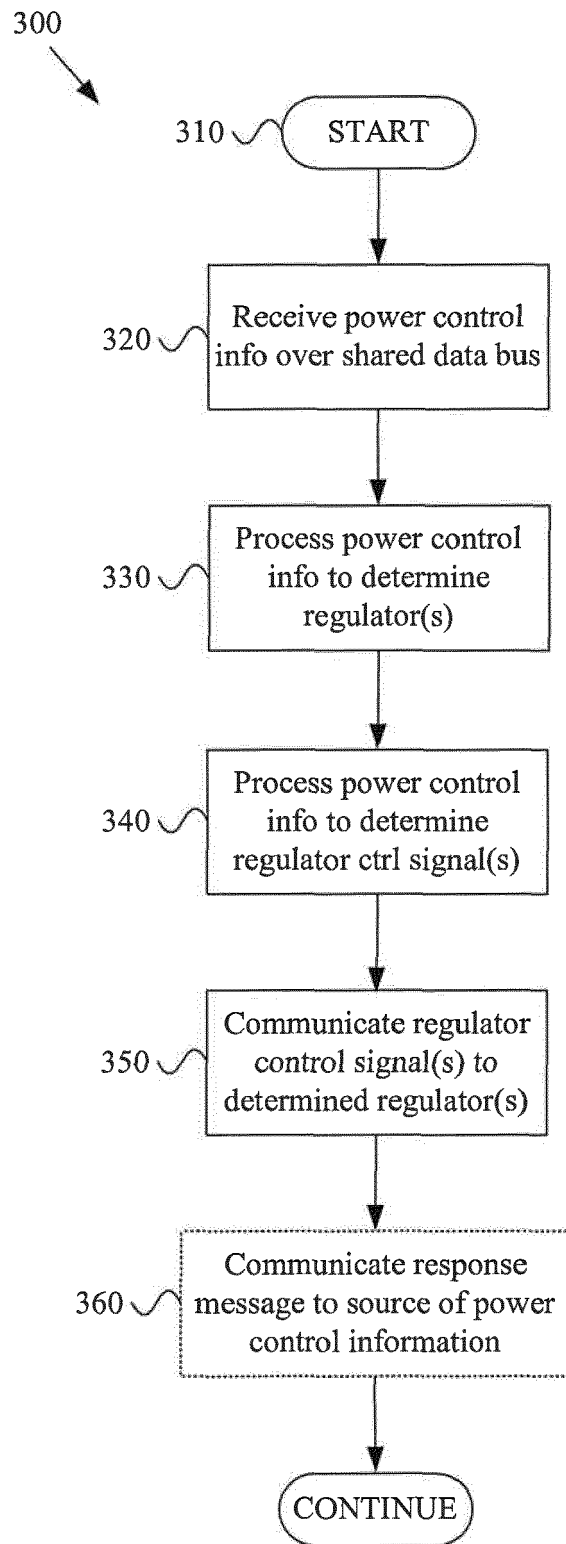 300
310
START
320
Receive power control
info over shared data bus
330
Process power control
info to determine
regulator(s)
340
Process power control
info to determine
regulator ctrl signal(s)
350
Communicate regulator
control signal(s) to
determined regulator(s)
360
Communicate response
message to source of power
control information
CONTINUE